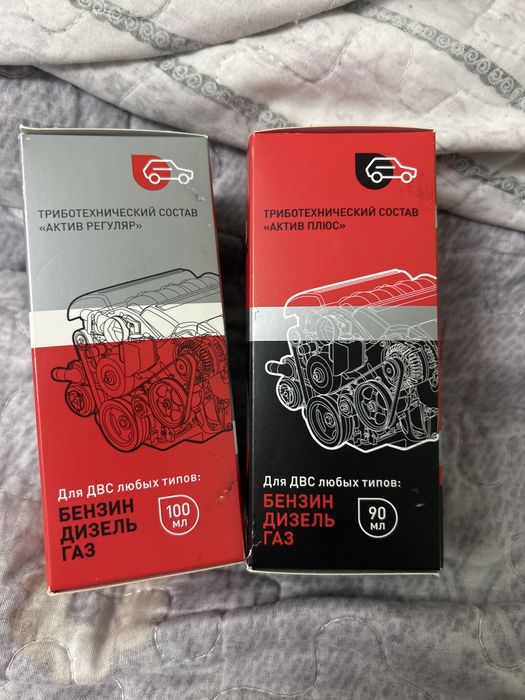 ТРИБОТЕХНИЧЕСКИЙ СОСТАВ
«АКТИВ РЕГУЛЯР»
Для ДВС любых типов:
БЕНЗИН
ДИЗЕЛЬ
ГАЗ
100
МЛ
ТРИБОТЕХНИЧЕСКИЙ СОСТАВ
«АКТИВ ПЛЮС»
Для ДВС любых типов:
БЕНЗИН
ДИЗЕЛЬ
ГАЗ
90
МЛ